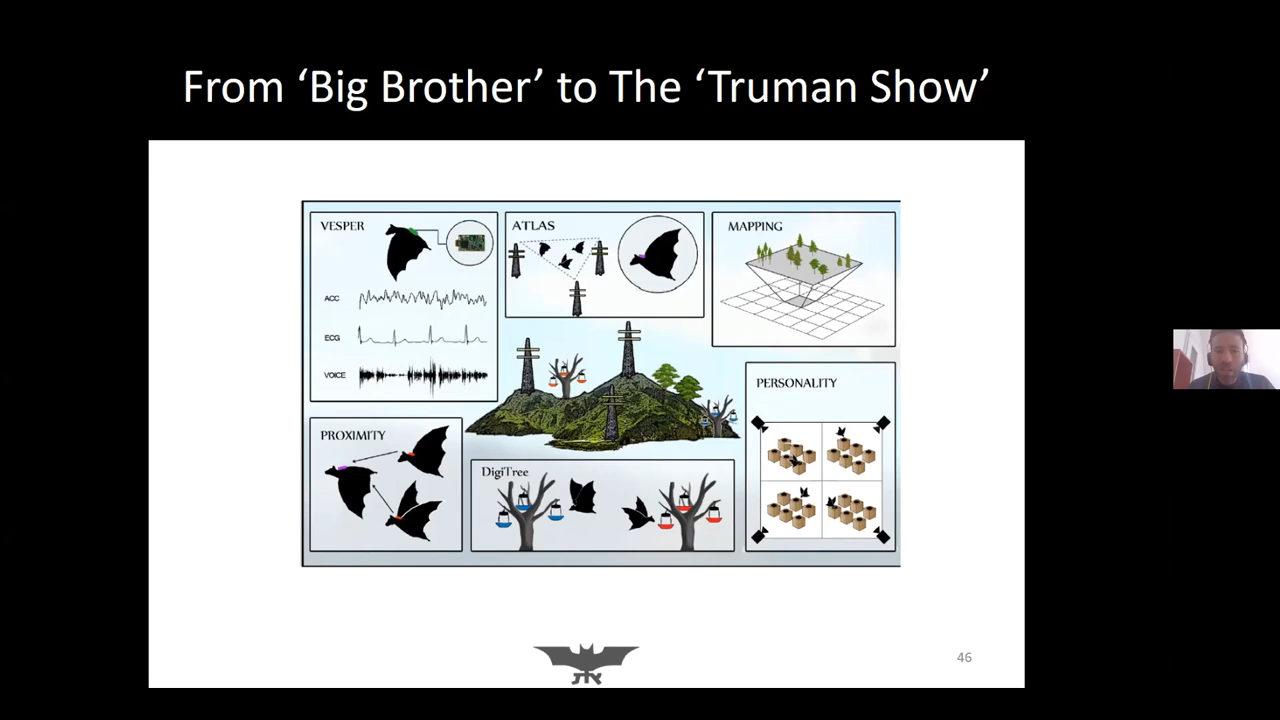 From ‘Big Brother’ to The ‘Truman Show’
VESPER
ACC
ECG
VOICE
ATLAS
MAPPING
PROXIMITY
DigiTree
PERSONALITY
46